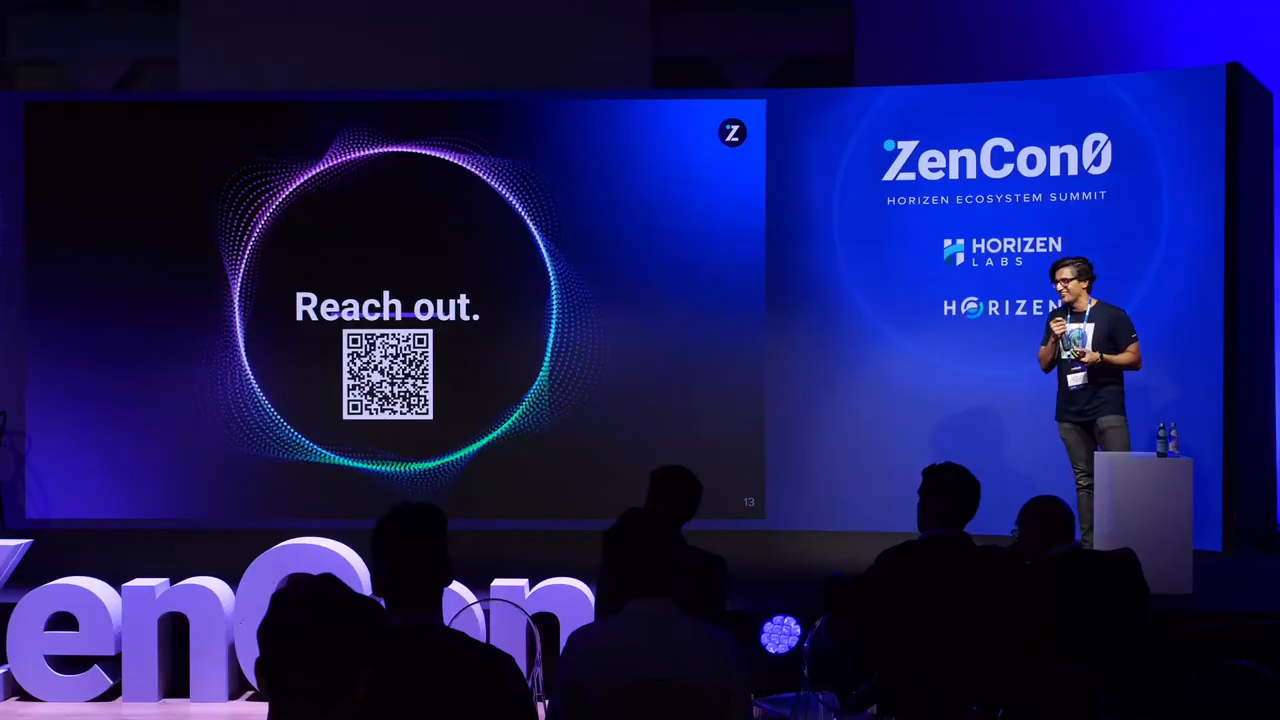 Z
Reach out.
13
ZenCon0
HORIZEN ECOSYSTEM SUMMIT
HORIZEN
LABS
HORIZEN
ZenCon